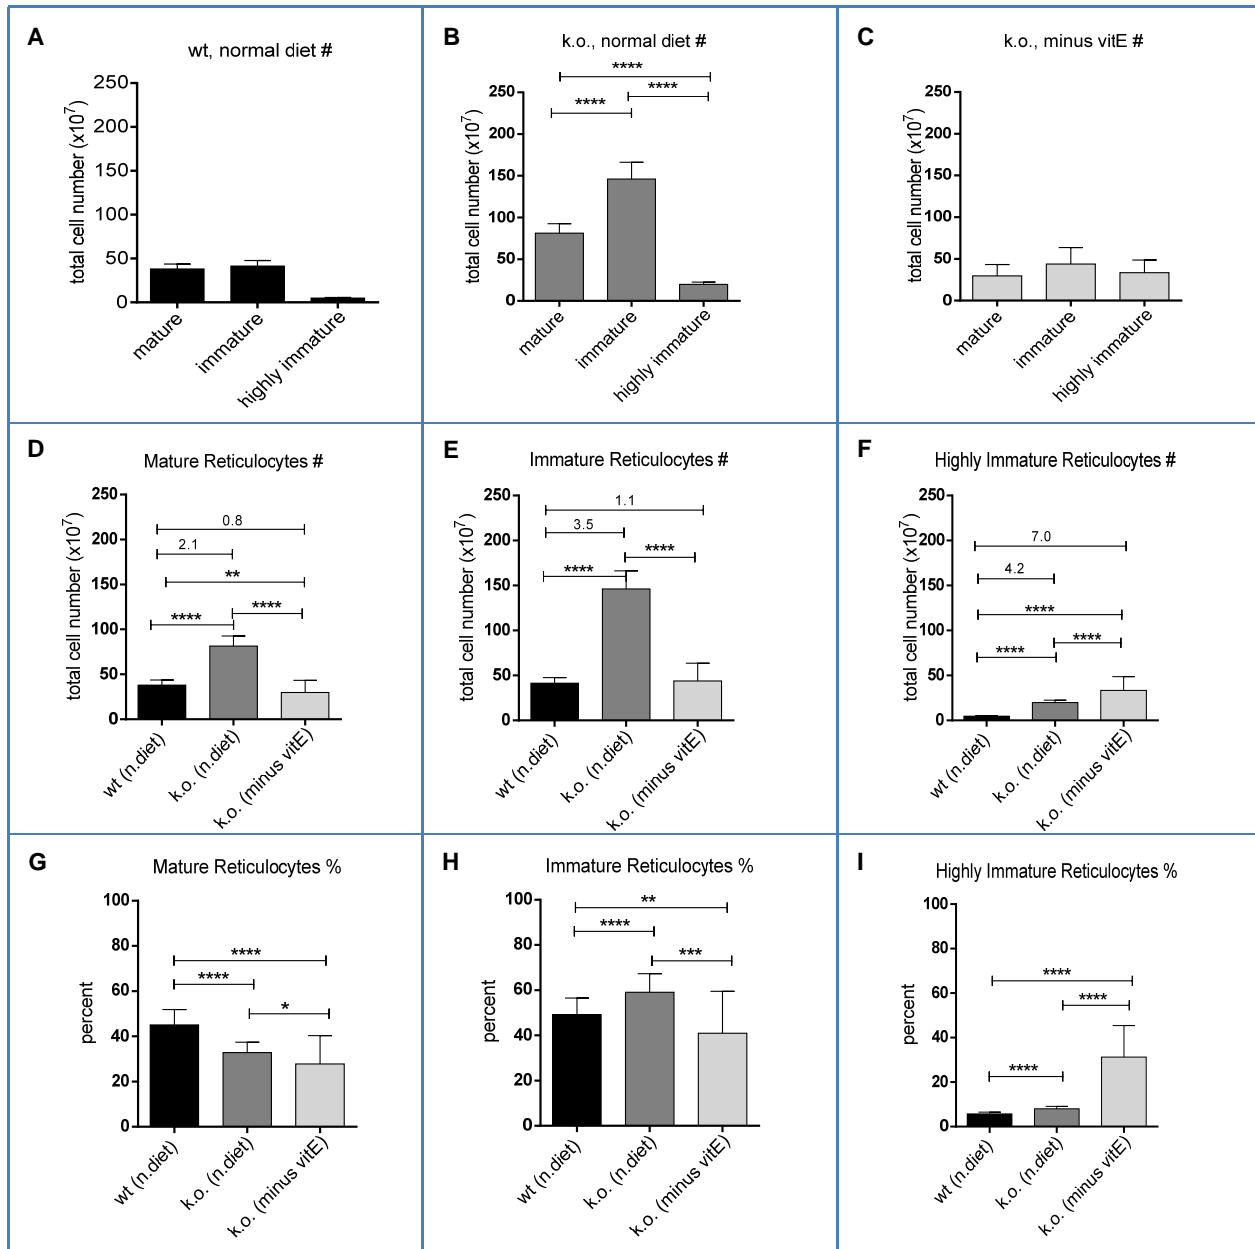 A
wt, normal diet #
total cell number (x10⁷)
250
200
150
100
50
0
mature
immature
highly immature
B
k.o., normal diet #
****
****
****
total cell number (x10⁷)
250
200
150
100
50
0
mature
immature
highly immature
C
k.o., minus vitE #
total cell number (x10⁷)
250
200
150
100
50
0
mature
immature
highly immature
D
Mature Reticulocytes #
total cell number (x10⁷)
250
200
150
100
50
0
0.8
2.1
**
****
****
wt (n.diet)
k.o. (n.diet)
k.o. (minus vitE)
E
Immature Reticulocytes #
total cell number (x10⁷)
250
200
150
100
50
0
1.1
3.5
****
****
wt (n.diet)
k.o. (n.diet)
k.o. (minus vitE)
F
Highly Immature Reticulocytes #
total cell number (x10⁷)
250
200
150
100
50
0
7.0
4.2
****
****
****
wt (n.diet)
k.o. (n.diet)
k.o. (minus vitE)
G
Mature Reticulocytes %
percent
100
80
60
40
20
0
****
****
*
wt (n.diet)
k.o. (n.diet)
k.o. (minus vitE)
H
Immature Reticulocytes %
percent
100
80
60
40
20
0
**
****
***
wt (n.diet)
k.o. (n.diet)
k.o. (minus vitE)
I
Highly Immature Reticulocytes %
percent
100
80
60
40
20
0
****
****
****
wt (n.diet)
k.o. (n.diet)
k.o. (minus vitE)